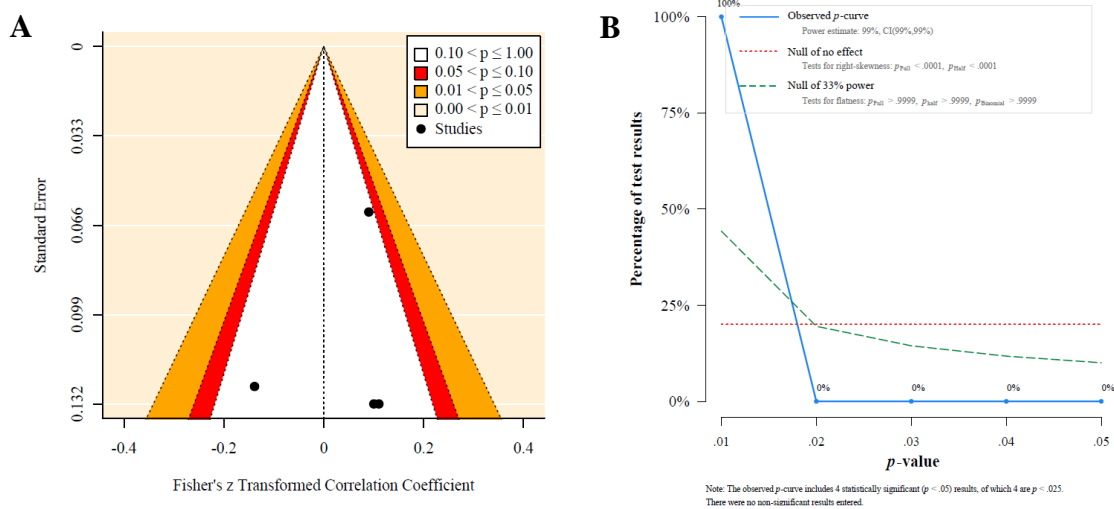 A
0
0.033
0.066
0.099
0.132
Standard Error
0.10 < p ≤ 1.00
0.05 < p ≤ 0.10
0.01 < p ≤ 0.05
0.00 < p ≤ 0.01
Studies
-0.4
-0.2
0
0.2
0.4
Fisher's z Transformed Correlation Coefficient
B
100%
75%
50%
25%
0%
Percentage of test results
100%
Observed p-curve
Power estimate: 99%, CI(99%,99%)
Null of no effect
Tests for right-skewness: pFull < .0001, pHalf < .0001
Null of 33% power
Tests for flatness: pFull > .9999, pHalf > .9999, pBinomial > .9999
0%
0%
0%
0%
.01
.02
.03
.04
.05
p-value
Note: The observed p-curve includes 4 statistically significant (p < .05) results, of which 4 are p < .025.
There were no non-significant results entered.